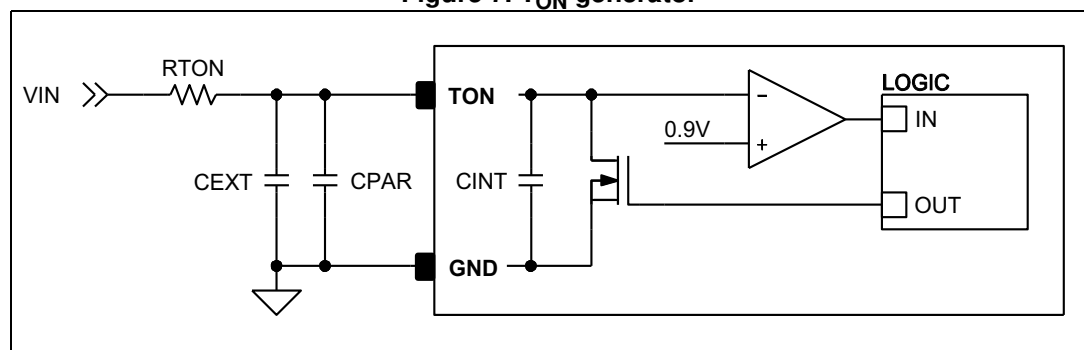 Figure 7. TON generator
RTON
VIN
TON
LOGIC
IN
0.9V
CEXT
CPAR
CINT
OUT
GND